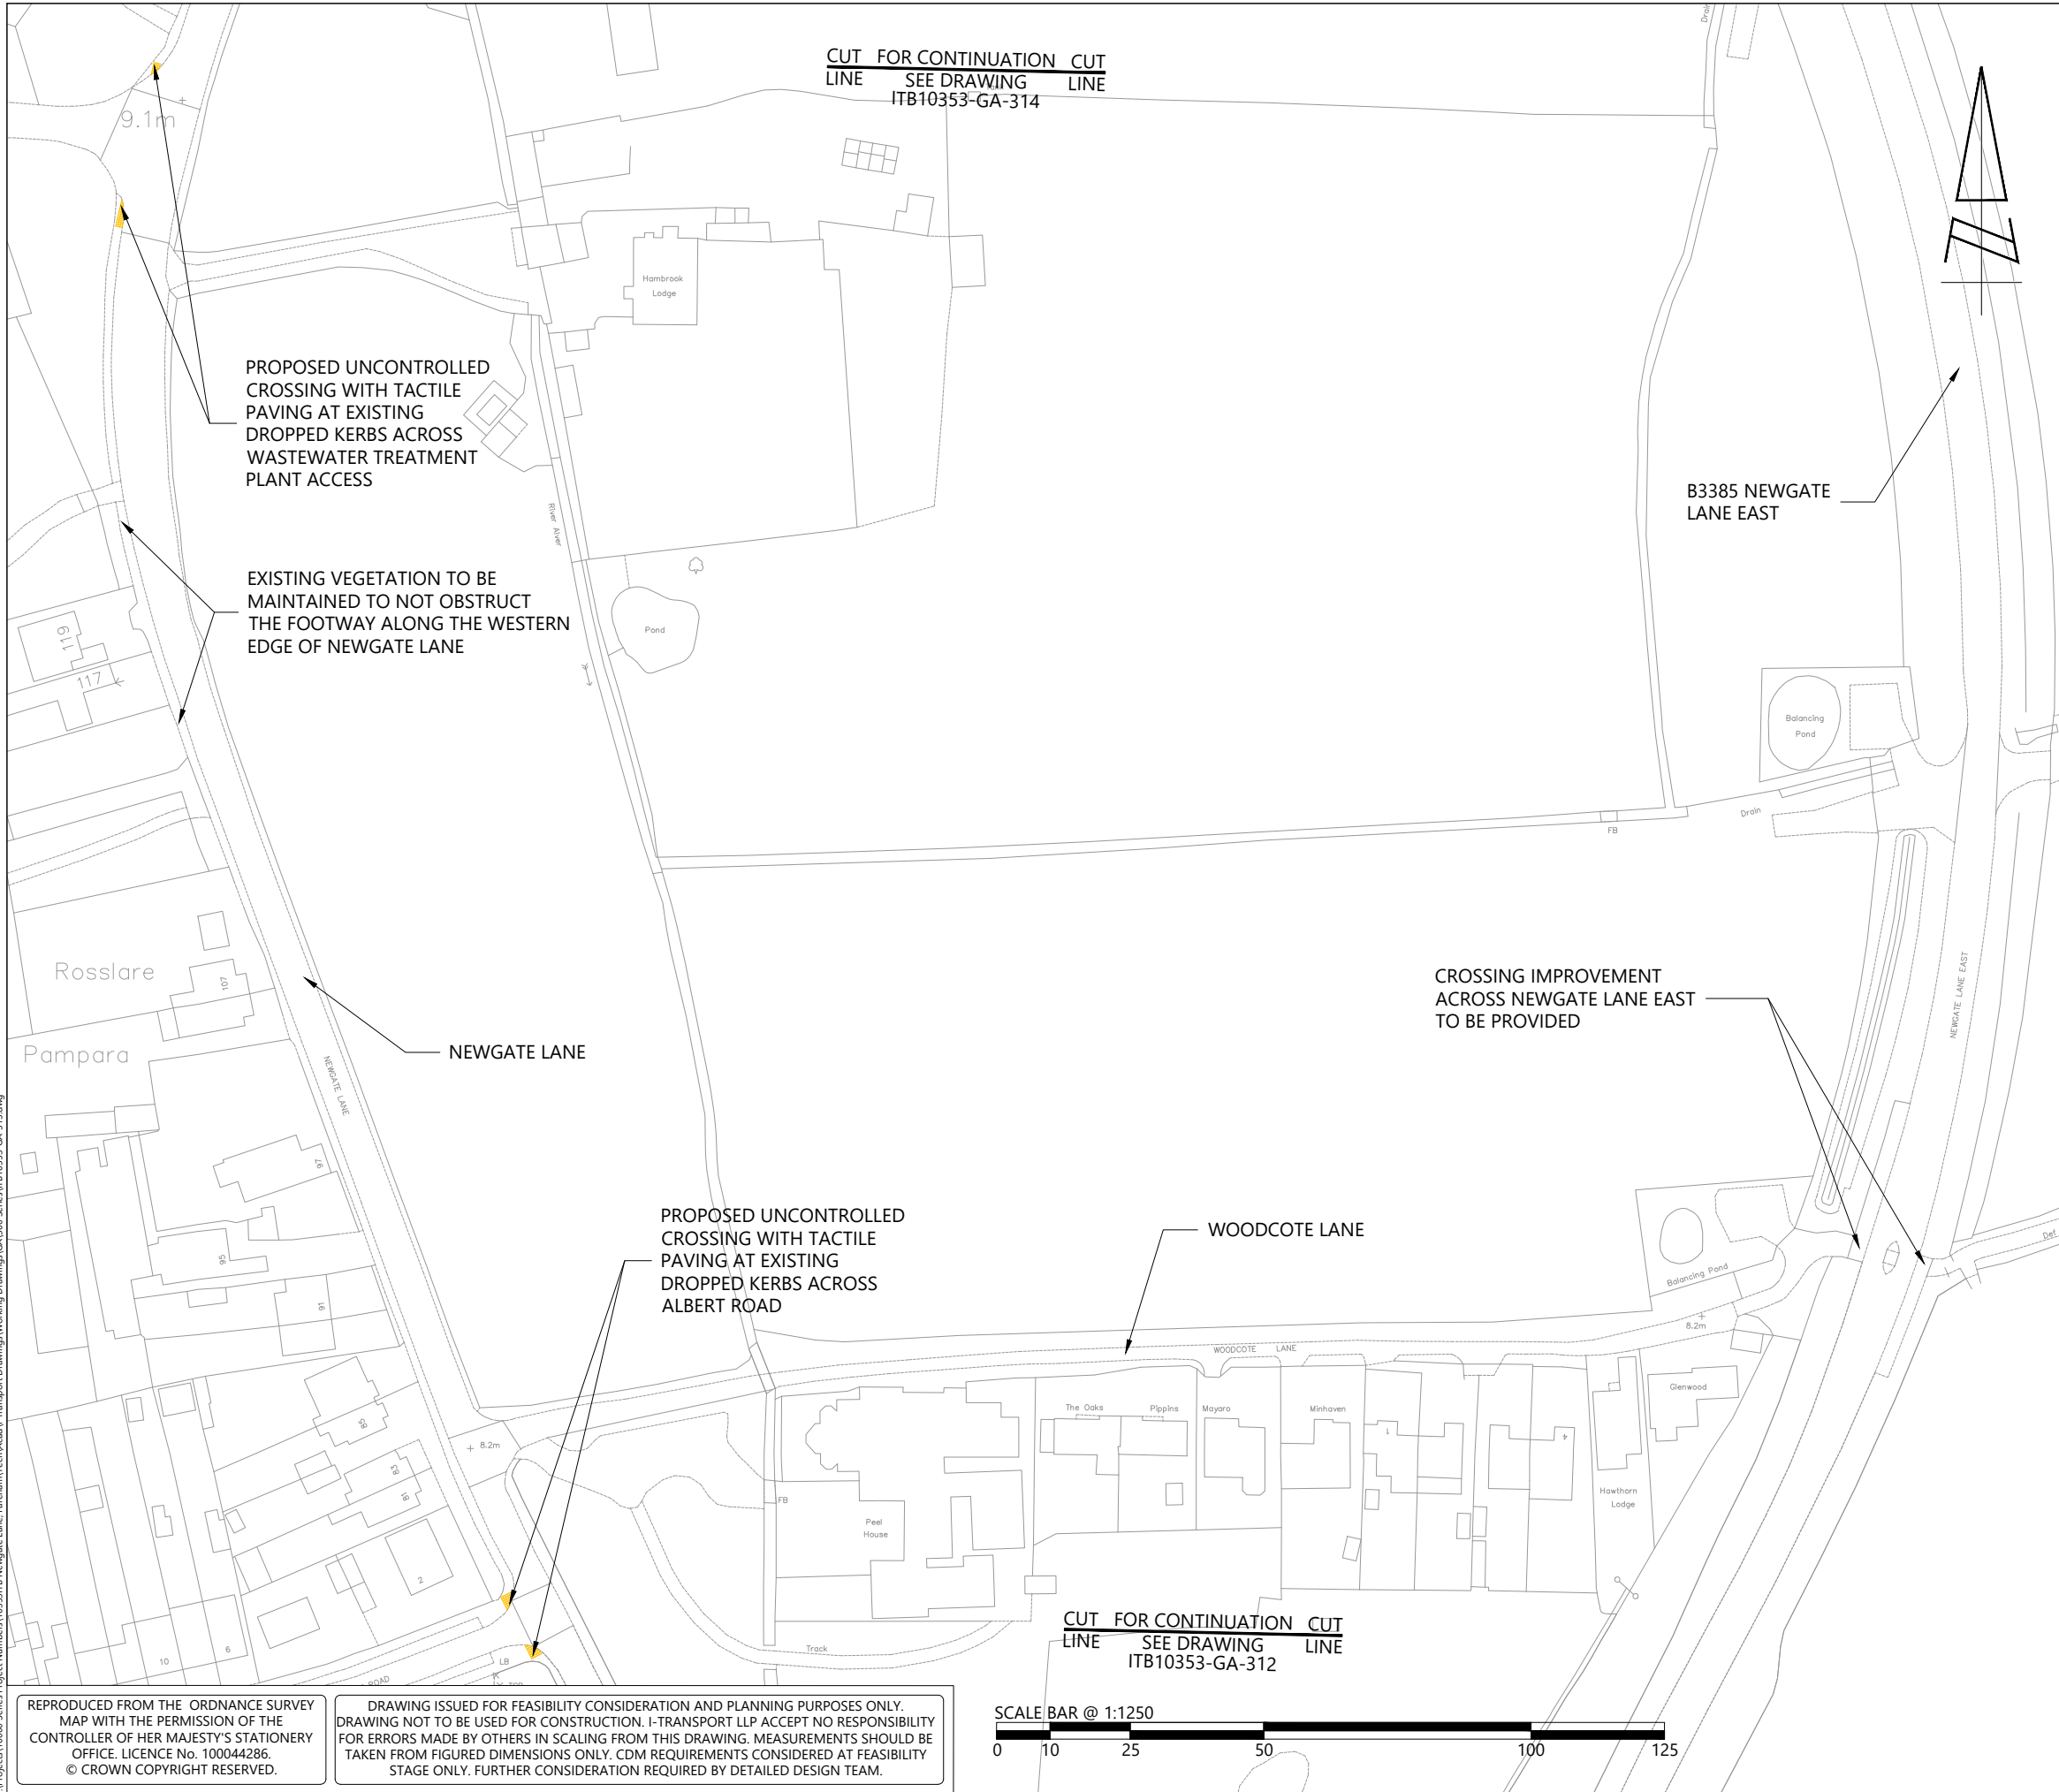 CUT FOR CONTINUATION CUT
LINE SEE DRAWING LINE
ITB10353-GA-314
Drain
9.1m
N
Hambrook
Lodge
PROPOSED UNCONTROLLED
CROSSING WITH TACTILE
PAVING AT EXISTING
DROPPED KERBS ACROSS
WASTEWATER TREATMENT
PLANT ACCESS
B3385 NEWGATE
LANE EAST
River Alver
EXISTING VEGETATION TO BE
MAINTAINED TO NOT OBSTRUCT
THE FOOTWAY ALONG THE WESTERN
EDGE OF NEWGATE LANE
Pond
119
117
Balancing
Pond
Drain
FB
Rosslare
107
CROSSING IMPROVEMENT
ACROSS NEWGATE LANE EAST
TO BE PROVIDED
NEWGATE LANE EAST
Pampara
NEWGATE LANE
NEWGATE LANE
97
PROPOSED UNCONTROLLED
CROSSING WITH TACTILE
PAVING AT EXISTING
DROPPED KERBS ACROSS
ALBERT ROAD
WOODCOTE LANE
95
91
Balancing Pond
Def
8.2m
WOODCOTE LANE
Glenwood
The Oaks
Pippins
Mayaro
Minhaven
1
4
85
8.2m
83
81
FB
Peel
House
Hawthorn
Lodge
2
CUT FOR CONTINUATION CUT
LINE SEE DRAWING LINE
ITB10353-GA-312
Track
6
10
LB
ROAD
REPRODUCED FROM THE ORDNANCE SURVEY
MAP WITH THE PERMISSION OF THE
CONTROLLER OF HER MAJESTY'S STATIONERY
OFFICE. LICENCE No. 100044286.
© CROWN COPYRIGHT RESERVED.
DRAWING ISSUED FOR FEASIBILITY CONSIDERATION AND PLANNING PURPOSES ONLY.
DRAWING NOT TO BE USED FOR CONSTRUCTION. I-TRANSPORT LLP ACCEPT NO RESPONSIBILITY
FOR ERRORS MADE BY OTHERS IN SCALING FROM THIS DRAWING. MEASUREMENTS SHOULD BE
TAKEN FROM FIGURED DIMENSIONS ONLY. CDM REQUIREMENTS CONSIDERED AT FEASIBILITY
STAGE ONLY. FURTHER CONSIDERATION REQUIRED BY DETAILED DESIGN TEAM.
SCALE BAR @ 1:1250
0 10 25 50 100 125